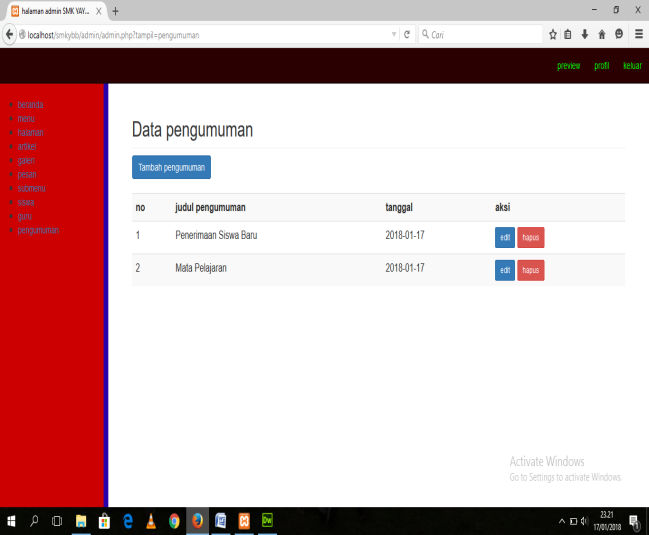 halaman admin SMK YAY...
localhost/smkybb/admin/admin.php?tampil=pengumuman
Cari
preview profil keluar
beranda
menu
halaman
artikel
galeri
pesan
submenu
siswa
guru
pengumuman
Data pengumuman
Tambah pengumuman
no judul pengumuman tanggal aksi
1 Penerimaan Siswa Baru 2018-01-17 edit hapus
2 Mata Pelajaran 2018-01-17 edit hapus
Activate Windows
Go to Settings to activate Windows.
Dw
23.21
17/01/2018